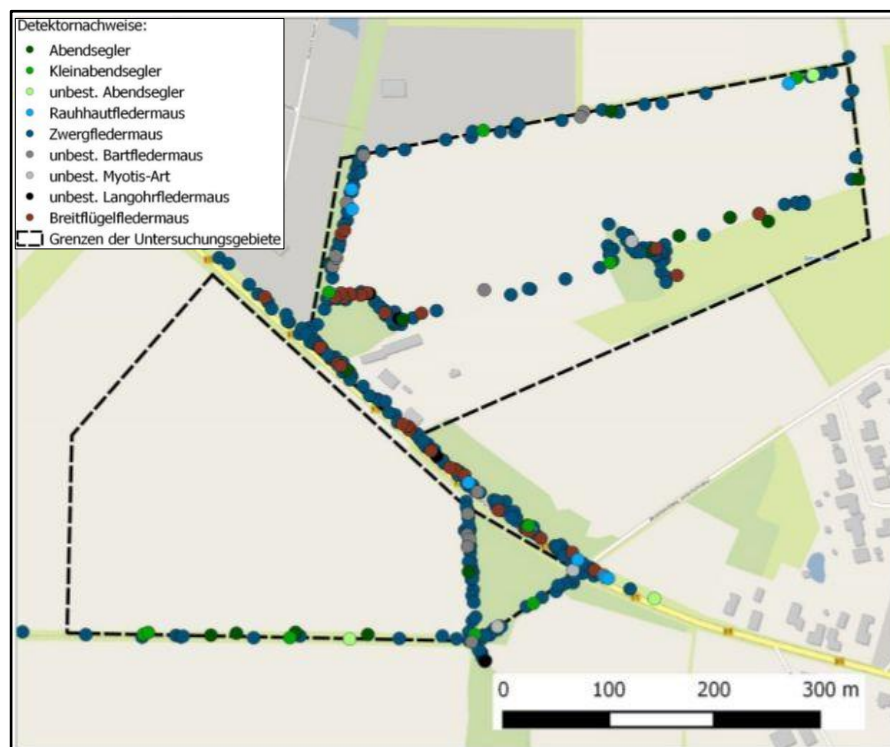 Detektornachweise:
Abendsegler
Kleinabendsegler
unbest. Abendsegler
Rauhhautfledermaus
Zwergfledermaus
unbest. Bartfledermaus
unbest. Myotis-Art
unbest. Langohrfledermaus
Breitflügelfledermaus
Grenzen der Untersuchungsgebiete
0 100 200 300 m